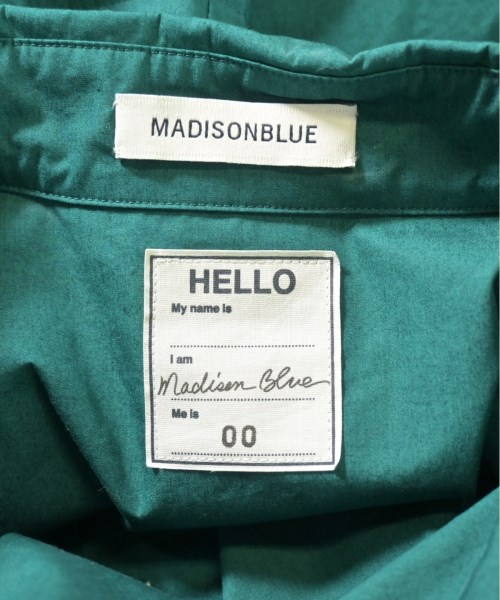 MADISONBLUE
HELLO
My name is
I am
Madison Blue
Me is
00